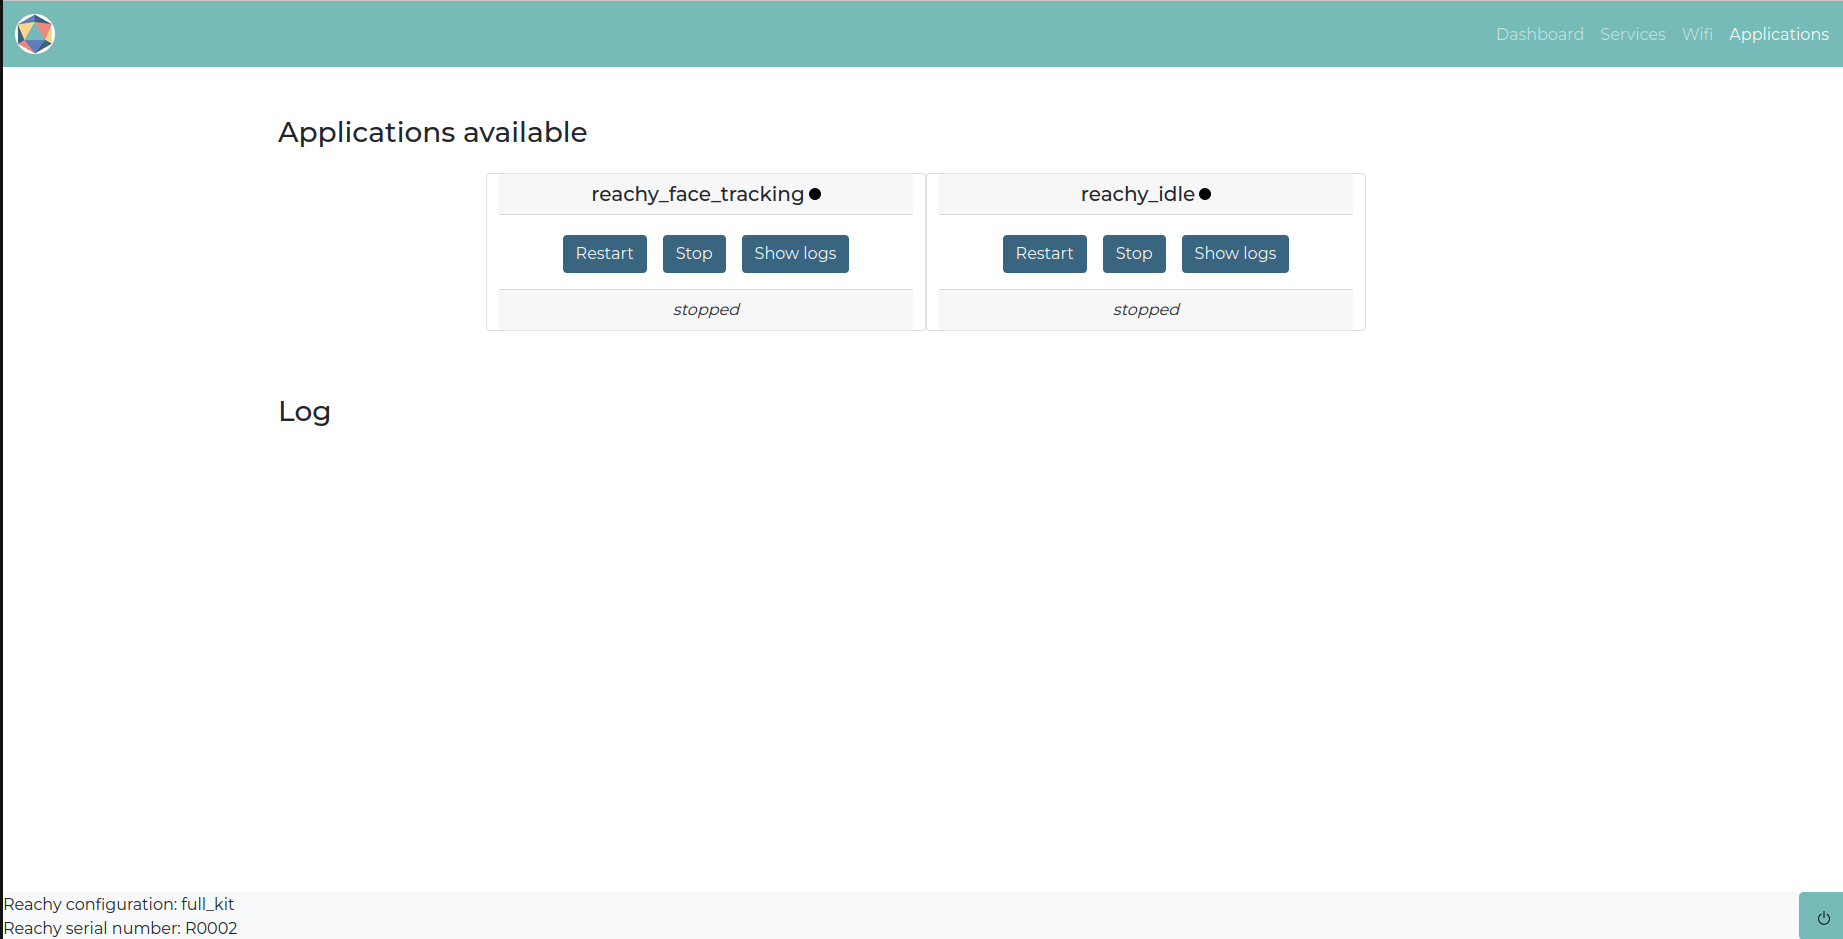 Dashboard Services Wifi Applications
Applications available
reachy_face_tracking reachy_idle
Restart Stop Show logs Restart Stop Show logs
stopped stopped
Log
Reachy configuration: full_kit
Reachy serial number: R0002